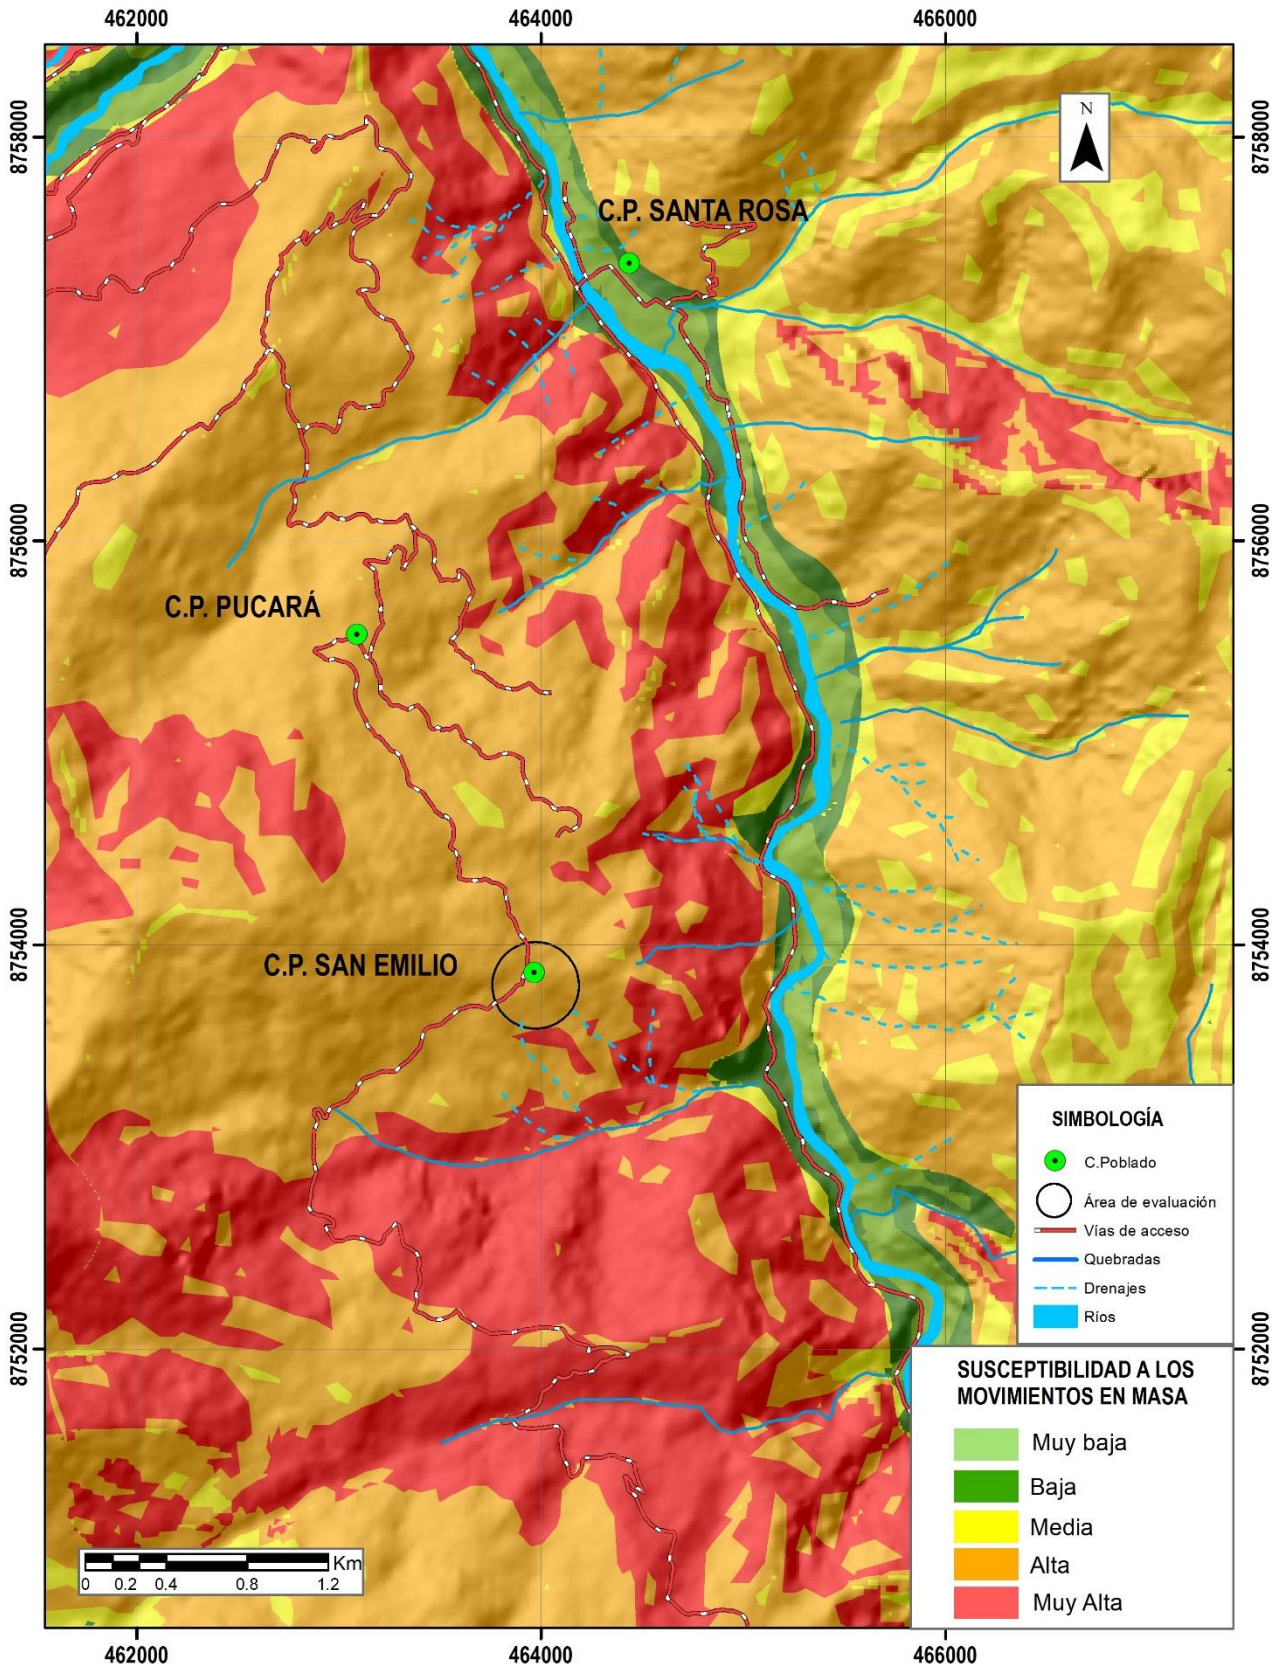 462000
464000
466000
8758000
8758000
N
C.P. SANTA ROSA
8756000
8756000
C.P. PUCARÁ
8754000
8754000
C.P. SAN EMILIO
SIMBOLOGÍA
C.Poblado
Área de evaluación
Vías de acceso
Quebradas
Drenajes
Ríos
8752000
8752000
SUSCEPTIBILIDAD A LOS
MOVIMIENTOS EN MASA
Muy baja
Baja
Media
Alta
Muy Alta
Km
0 0.2 0.4 0.8 1.2
462000
464000
466000